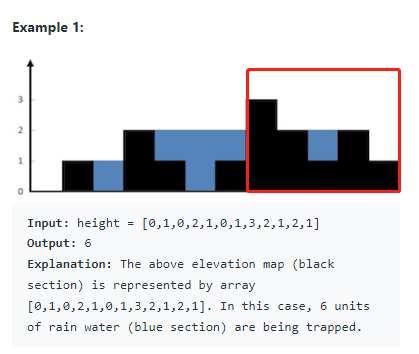 Example 1:
3
2
1
0
Input: height = [0,1,0,2,1,0,1,3,2,1,2,1]
Output: 6
Explanation: The above elevation map (black
section) is represented by array
[0,1,0,2,1,0,1,3,2,1,2,1]. In this case, 6 units
of rain water (blue section) are being trapped.